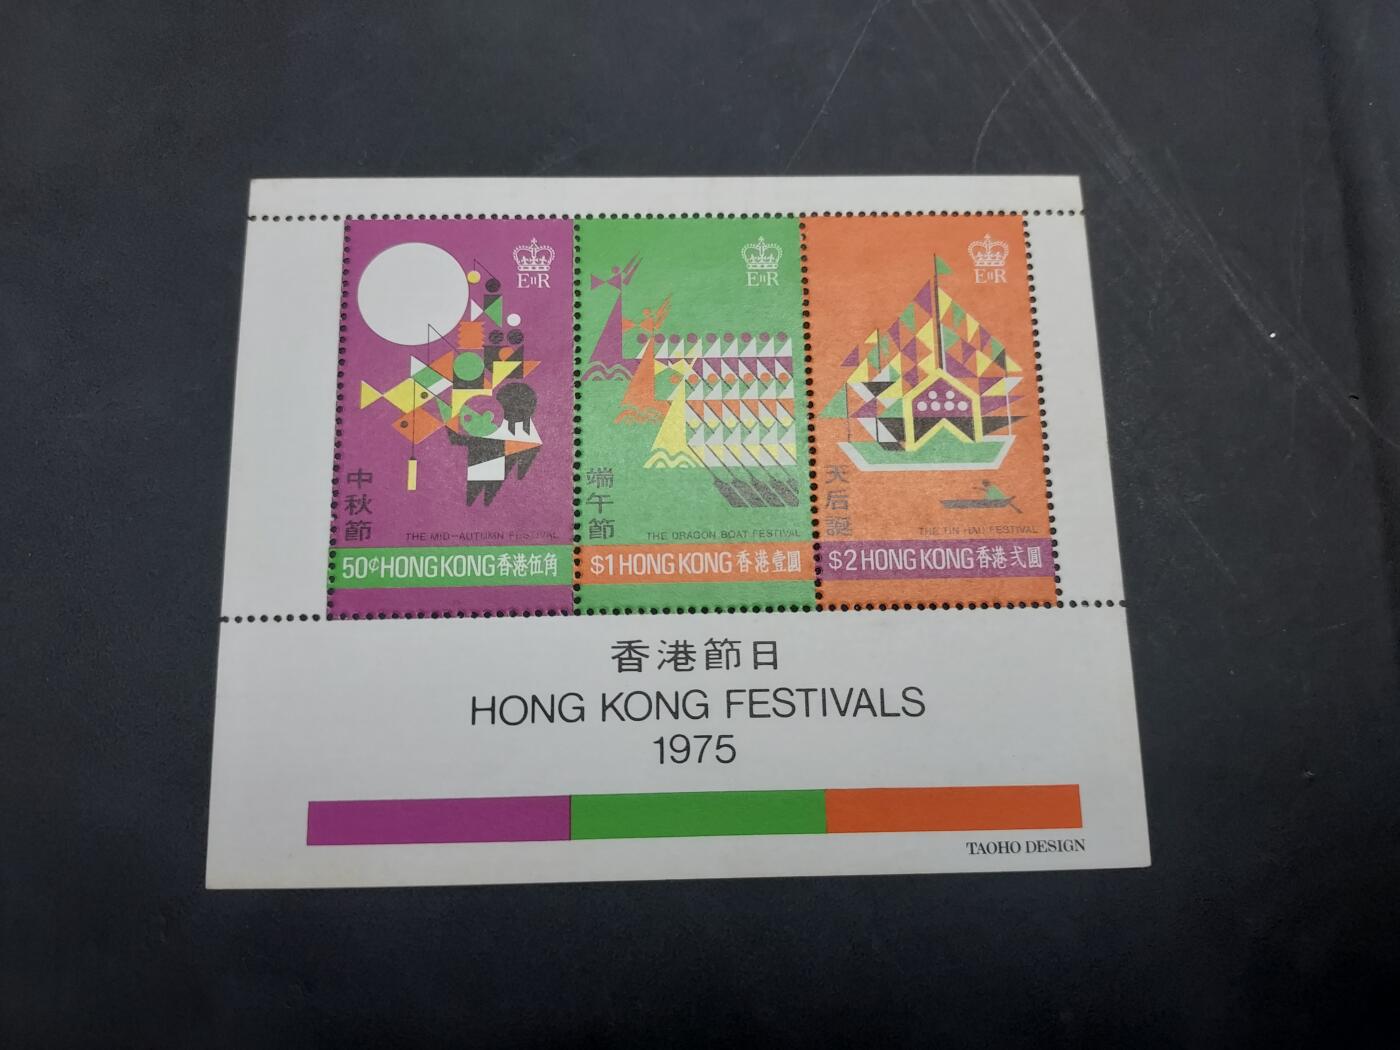 EIIR
中秋節
THE MID-AUTUMN FESTIVAL
50¢ HONG KONG 香港伍角
EIIR
端午節
THE DRAGON BOAT FESTIVAL
$1 HONG KONG 香港壹圓
EIIR
天后誕
THE TIN HAU FESTIVAL
$2 HONG KONG 香港弍圓
香港節日
HONG KONG FESTIVALS
1975
TAOHO DESIGN